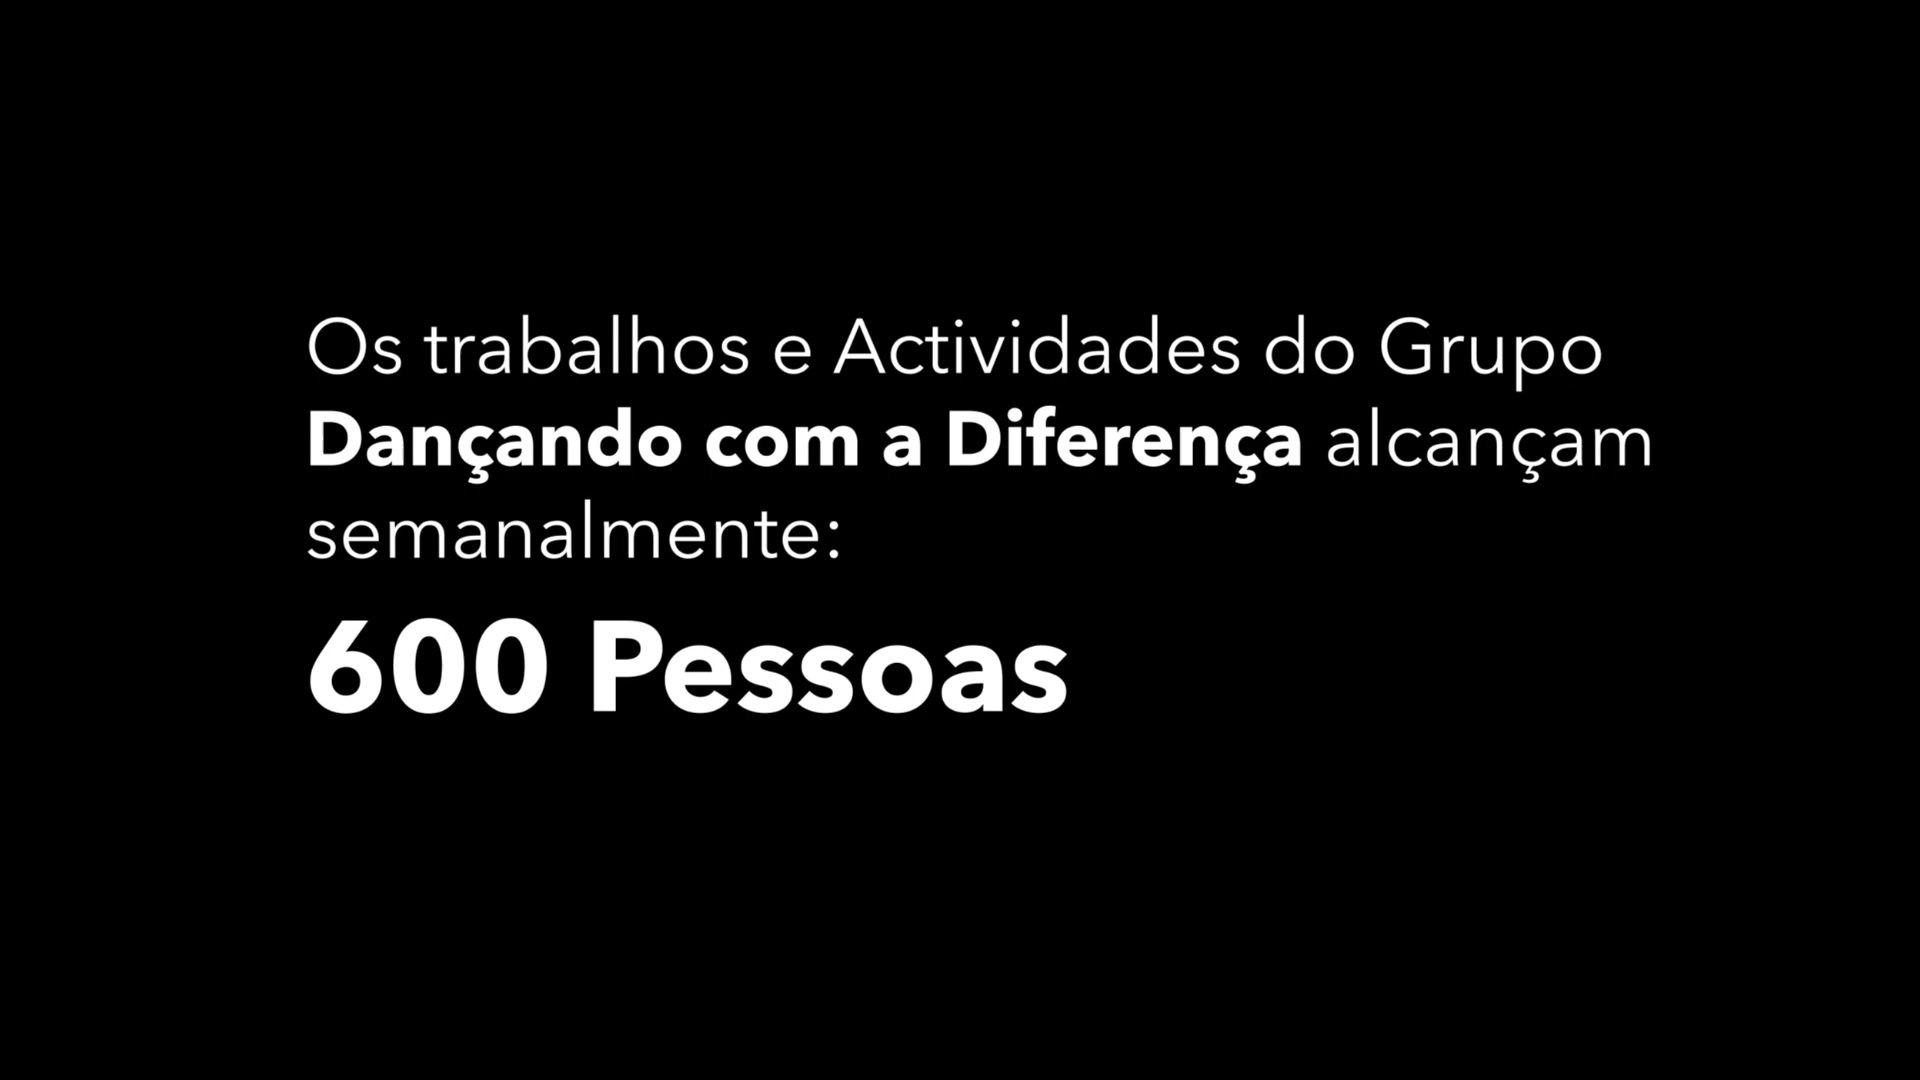 Os trabalhos e Actividades do Grupo
Dançando com a Diferença alcançam
semanalmente:
600 Pessoas